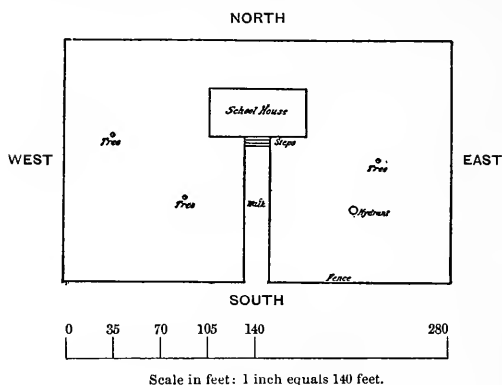 NORTH
School House
Steps
Tree
WEST
EAST
Tree
Tree
Walk
Hydrant
Fence
SOUTH
0 35 70 105 140 280
Scale in feet: 1 inch equals 140 feet.